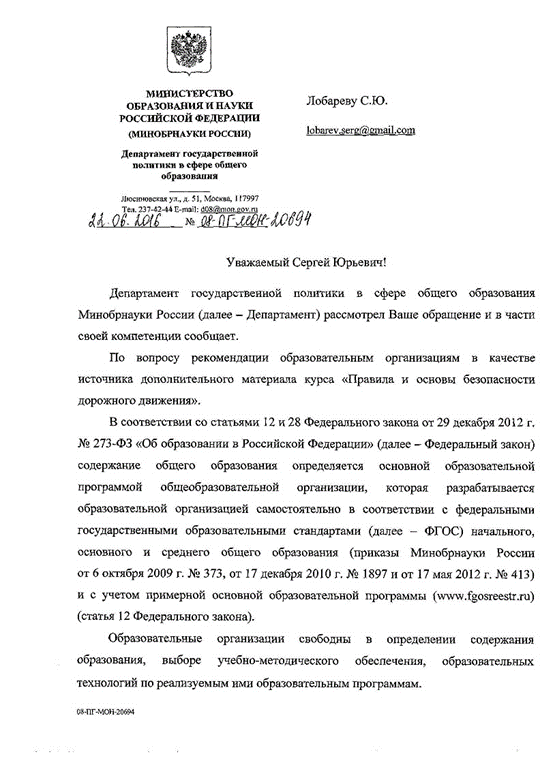 МИНИСТЕРСТВО
ОБРАЗОВАНИЯ И НАУКИ
РОССИЙСКОЙ ФЕДЕРАЦИИ
(МИНОБРНАУКИ РОССИИ)
Департамент государственной
политики в сфере общего
образования
Люсиновская ул., д. 51, Москва, 117997
Тел. 237-42-44 E-mail: d08@mon.gov.ru
22.06.2016 № 08-ПГ-МОН-20694
Лобареву С.Ю.
lobarev.serg@gmail.com
Уважаемый Сергей Юрьевич!
Департамент государственной политики в сфере общего образования
Минобрнауки России (далее – Департамент) рассмотрел Ваше обращение и в части
своей компетенции сообщает.
По вопросу рекомендации образовательным организациям в качестве
источника дополнительного материала курса «Правила и основы безопасности
дорожного движения».
В соответствии со статьями 12 и 28 Федерального закона от 29 декабря 2012 г.
№ 273-ФЗ «Об образовании в Российской Федерации» (далее – Федеральный закон)
содержание общего образования определяется основной образовательной
программой общеобразовательной организации, которая разрабатывается
образовательной организацией самостоятельно в соответствии с федеральными
государственными образовательными стандартами (далее – ФГОС) начального,
основного и среднего общего образования (приказы Минобрнауки России
от 6 октября 2009 г. № 373, от 17 декабря 2010 г. № 1897 и от 17 мая 2012 г. № 413)
и с учетом примерной основной образовательной программы (www.fgosreestr.ru)
(статья 12 Федерального закона).
Образовательные организации свободны в определении содержания
образования, выборе учебно-методического обеспечения, образовательных
технологий по реализуемым ими образовательным программам.
08-ПГ-МОН-20694